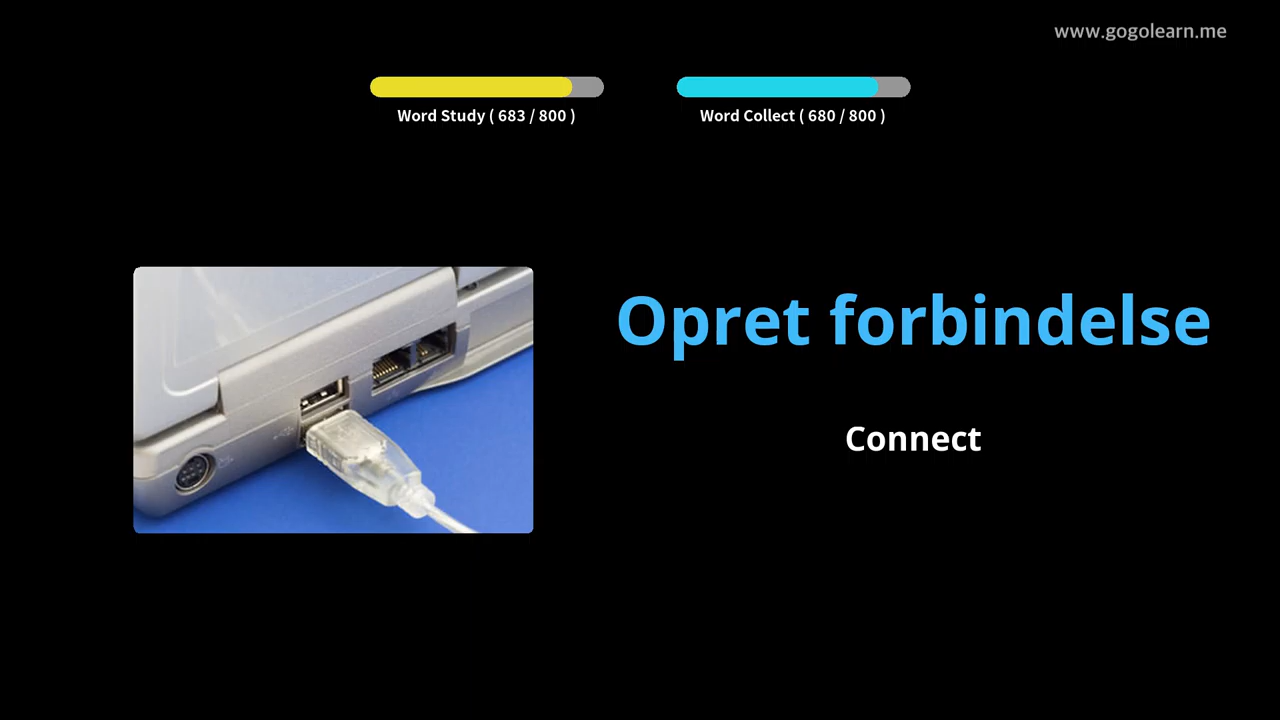 www.gogolearn.me
Word Study ( 683 / 800 )
Word Collect ( 680 / 800 )
Opret forbindelse
Connect